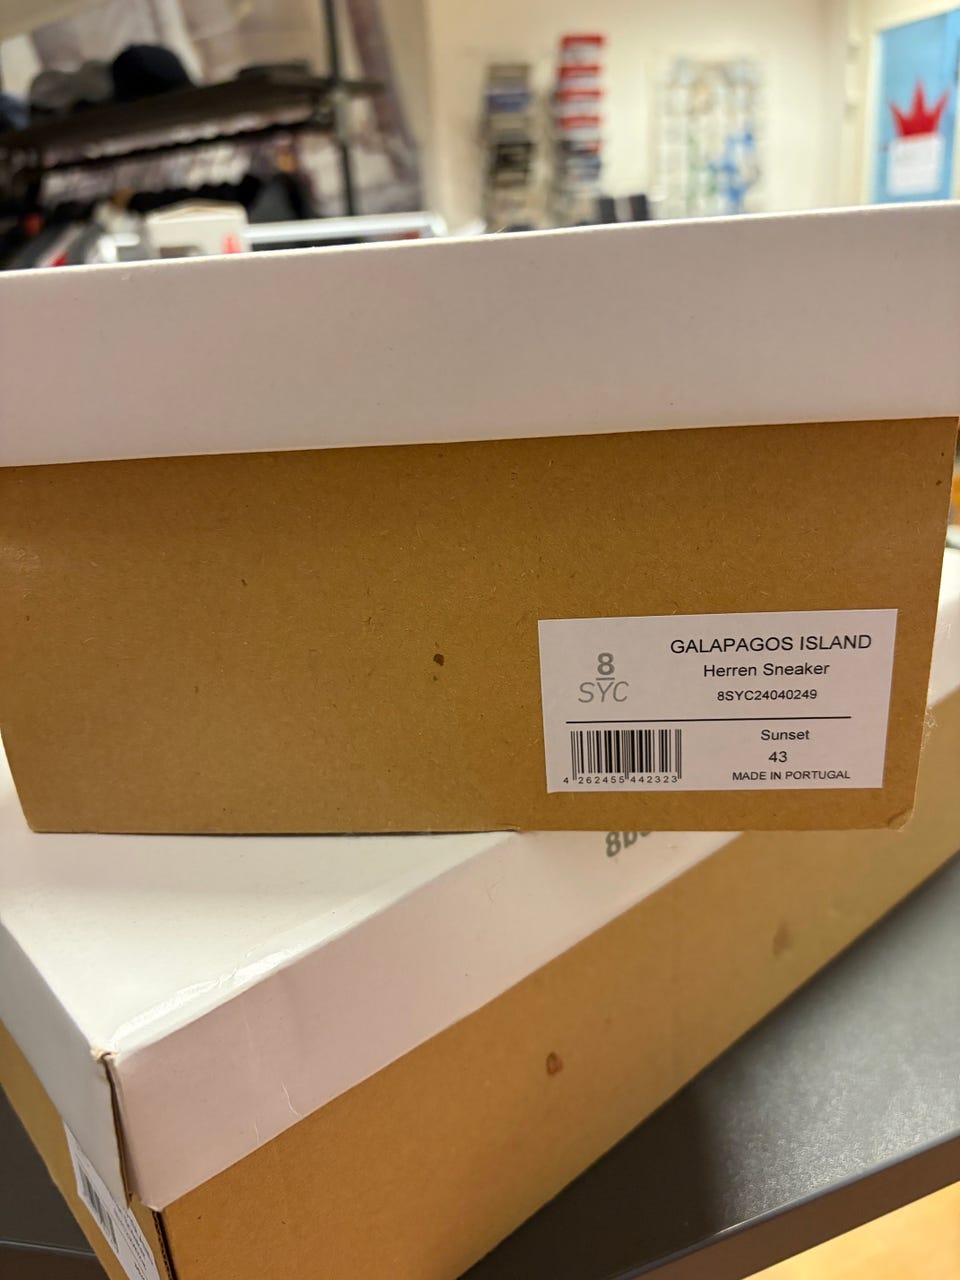 8
SYC
GALAPAGOS ISLAND
Herren Sneaker
8SYC24040249
Sunset
43
MADE IN PORTUGAL
4 262455 442323